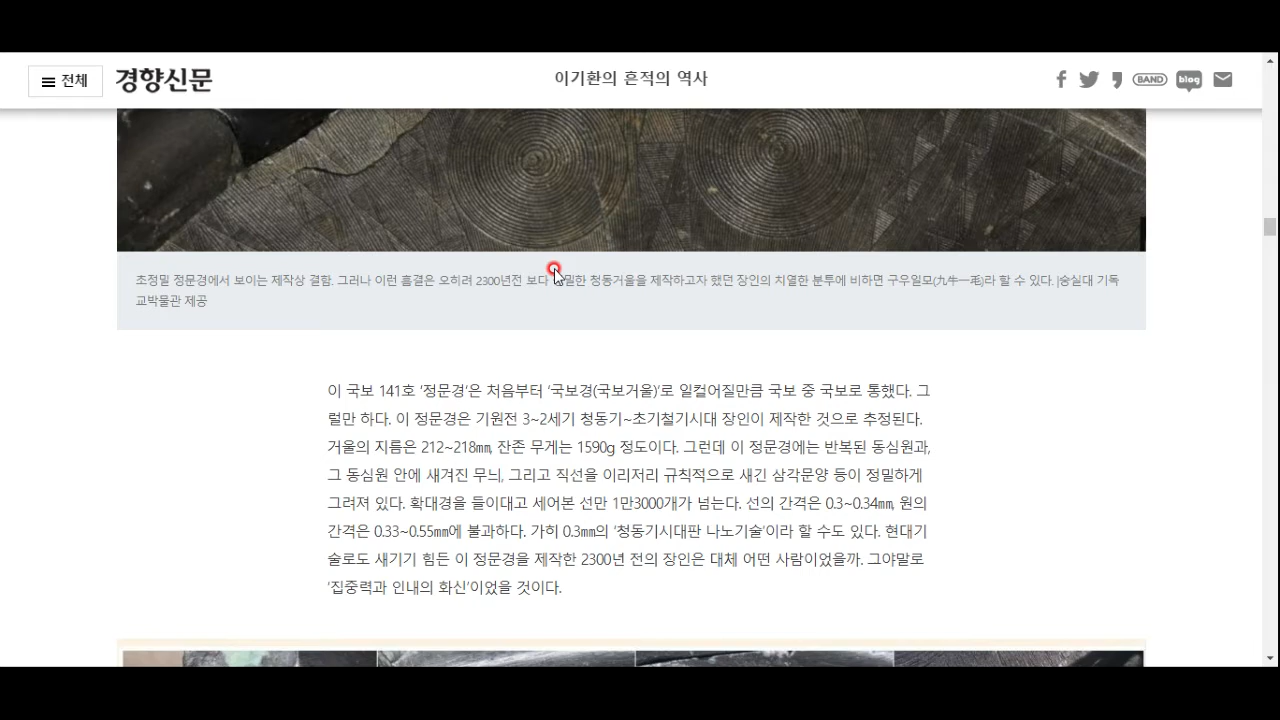 전체
경향신문
이기환의 흔적의 역사
BAND
blog
초정밀 정문경에서 보이는 제작상 결함. 그러나 이런 흠결은 오히려 2300년전 보다 밀한 청동거울을 제작하고자 했던 장인의 치열한 분투에 비하면 구우일모(九牛一毛)라 할 수 있다. |숭실대 기독
교박물관 제공
이 국보 141호 ‘정문경’은 처음부터 ‘국보경(국보거울)’로 일컬어질만큼 국보 중 국보로 통했다. 그
럴만 하다. 이 정문경은 기원전 3~2세기 청동기~초기철기시대 장인이 제작한 것으로 추정된다.
거울의 지름은 212~218㎜, 잔존 무게는 1590g 정도이다. 그런데 이 정문경에는 반복된 동심원과,
그 동심원 안에 새겨진 무늬, 그리고 직선을 이리저리 규칙적으로 새긴 삼각문양 등이 정밀하게
그려져 있다. 확대경을 들이대고 세어본 선만 1만3000개가 넘는다. 선의 간격은 0.3~0.34㎜, 원의
간격은 0.33~0.55㎜에 불과하다. 가히 0.3㎜의 ‘청동기시대판 나노기술’이라 할 수도 있다. 현대기
술로도 새기기 힘든 이 정문경을 제작한 2300년 전의 장인은 대체 어떤 사람이었을까. 그야말로
‘집중력과 인내의 화신’이었을 것이다.